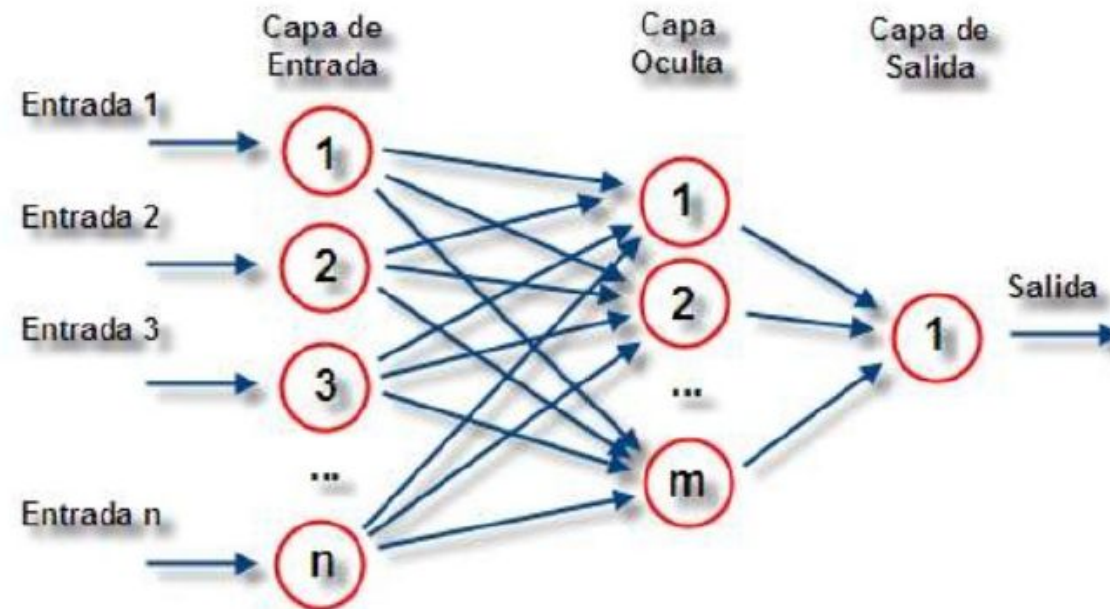 Capa de
Entrada
Capa
Oculta
Capa de
Salida
Entrada 1
1
Entrada 2
2
Entrada 3
3
...
Entrada n
n
1
2
...
m
1
Salida